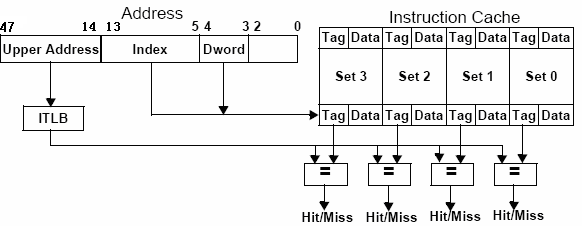 Address
Instruction Cache
47 14 13 5 4 3 2 0
Upper Address Index Dword
Tag Data Tag Data Tag Data Tag Data
Set 3 Set 2 Set 1 Set 0
Tag Data Tag Data Tag Data Tag Data
ITLB
= = = =
Hit/Miss Hit/Miss Hit/Miss Hit/Miss